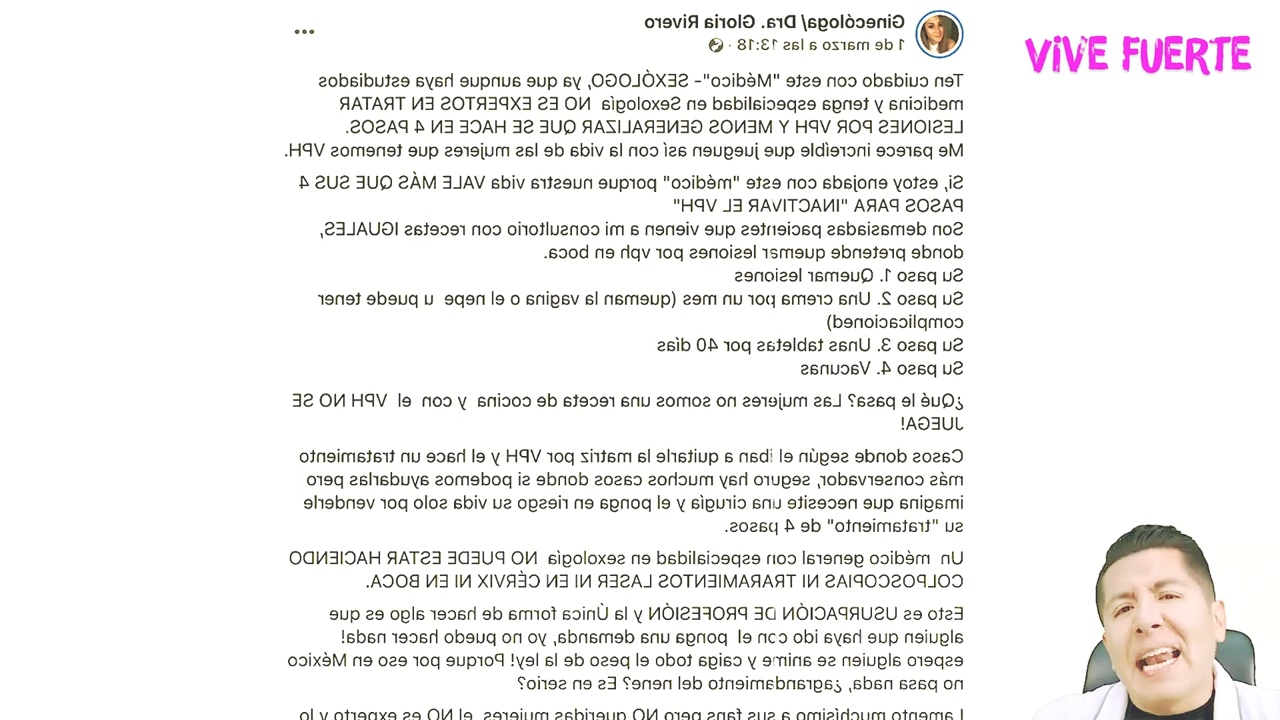 Ginecóloga/ Dra. Gloria Rivero
1 de marzo a las 13:18 ·
ViVE FUERTE
Ten cuidado con este "Médico"- SEXÓLOGO, ya que aunque haya estudiados
medicina y tenga especialidad en Sexología NO ES EXPERTOS EN TRATAR
LESIONES POR VPH Y MENOS GENERALIZAR QUE SE HACE EN 4 PASOS.
Me parece increíble que jueguen así con la vida de las mujeres que tenemos VPH.
Si, estoy enojada con este "médico" porque nuestra vida VALE MÁS QUE SUS 4
PASOS PARA "INACTIVAR EL VPH"
Son demasiadas pacientes que vienen a mi consultorio con recetas IGUALES,
donde pretende quemar lesiones por vph en boca.
Su paso 1. Quemar lesiones
Su paso 2. Una crema por un mes (queman la vagina o el nepe u puede tener
complicacioned)
Su paso 3. Unas tabletas por 40 días
Su paso 4. Vacunas
¿Qué le pasa? Las mujeres no somos una receta de cocina y con el VPH NO SE
JUEGA!
Casos donde según el iban a quitarle la matriz por VPH y el hace un tratamiento
más conservador, seguro hay muchos casos donde si podemos ayudarlas pero
imagina que necesite una cirugía y el ponga en riesgo su vida solo por venderle
su "tratamiento" de 4 pasos.
Un médico general con especialidad en sexología NO PUEDE ESTAR HACIENDO
COLPOSCOPIAS NI TRARAMIENTOS LASER NI EN CÉRVIX NI EN BOCA.
Esto es USURPACIÓN DE PROFESIÓN y la Única forma de hacer algo es que
alguien que haya ido con el ponga una demanda, yo no puedo hacer nada!
espero alguien se anime y caiga todo el peso de la ley! Porque por eso en México
no pasa nada, ¿agrandamiento del nene? Es en serio?
Lamento muchísimo a sus fans pero NO queridas mujeres, el NO es experto y lo